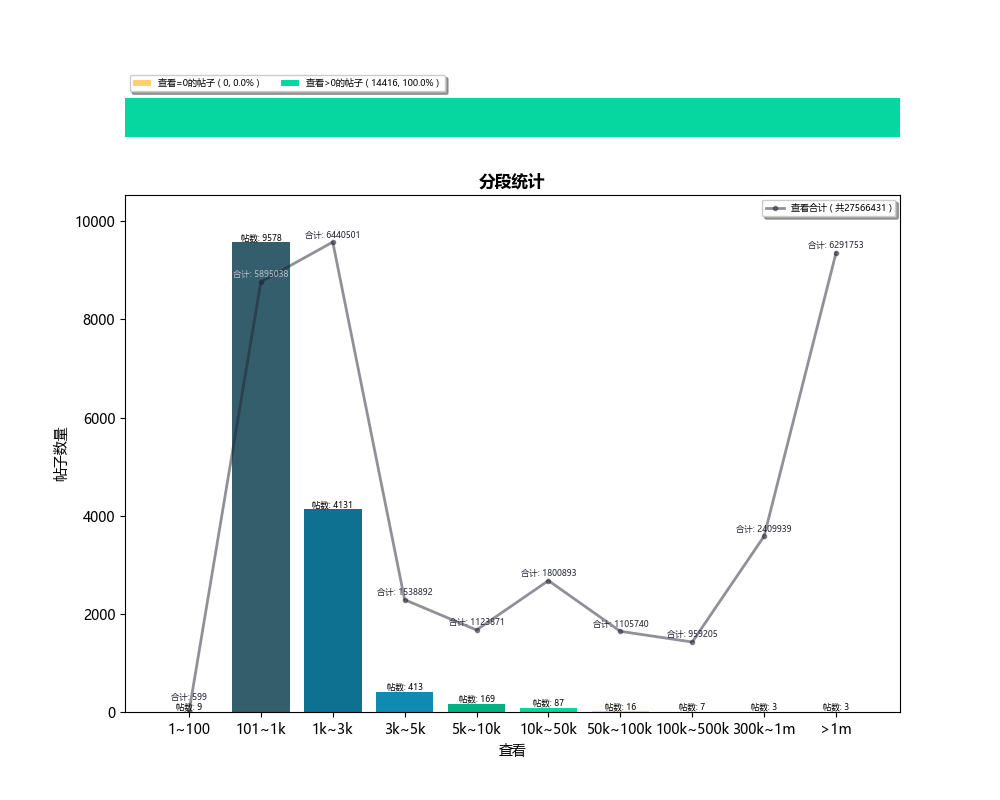 查看=0的帖子 ( 0, 0.0% ) 查看>0的帖子 ( 14416, 100.0% )
分段统计
查看合计 ( 共27566431 )
10000
8000
6000
4000
2000
0
帖子数量
合计: 599
帖数: 9
帖数: 9578
合计: 5895038
合计: 6440501
帖数: 4131
合计: 1538892
帖数: 413
合计: 1123871
帖数: 169
合计: 1800893
帖数: 87
合计: 1105740
帖数: 16
合计: 959205
帖数: 7
合计: 2409939
帖数: 3
合计: 6291753
帖数: 3
1~100 101~1k 1k~3k 3k~5k 5k~10k 10k~50k 50k~100k 100k~500k 300k~1m >1m
查看